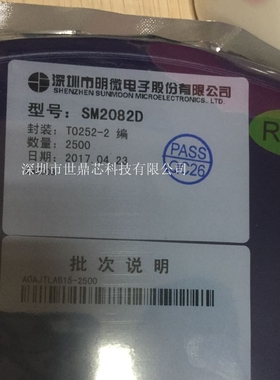 深圳市明微电子股份有限公司
SHENZHEN SUNMOON MICROELECTRONICS CO.,LTD.
型号: SM2082D
封装: TO252-2 编
数量: 2500
日期: 2017.04.23
PASS
深圳市世鼎芯科技有限公司
批次说明
R